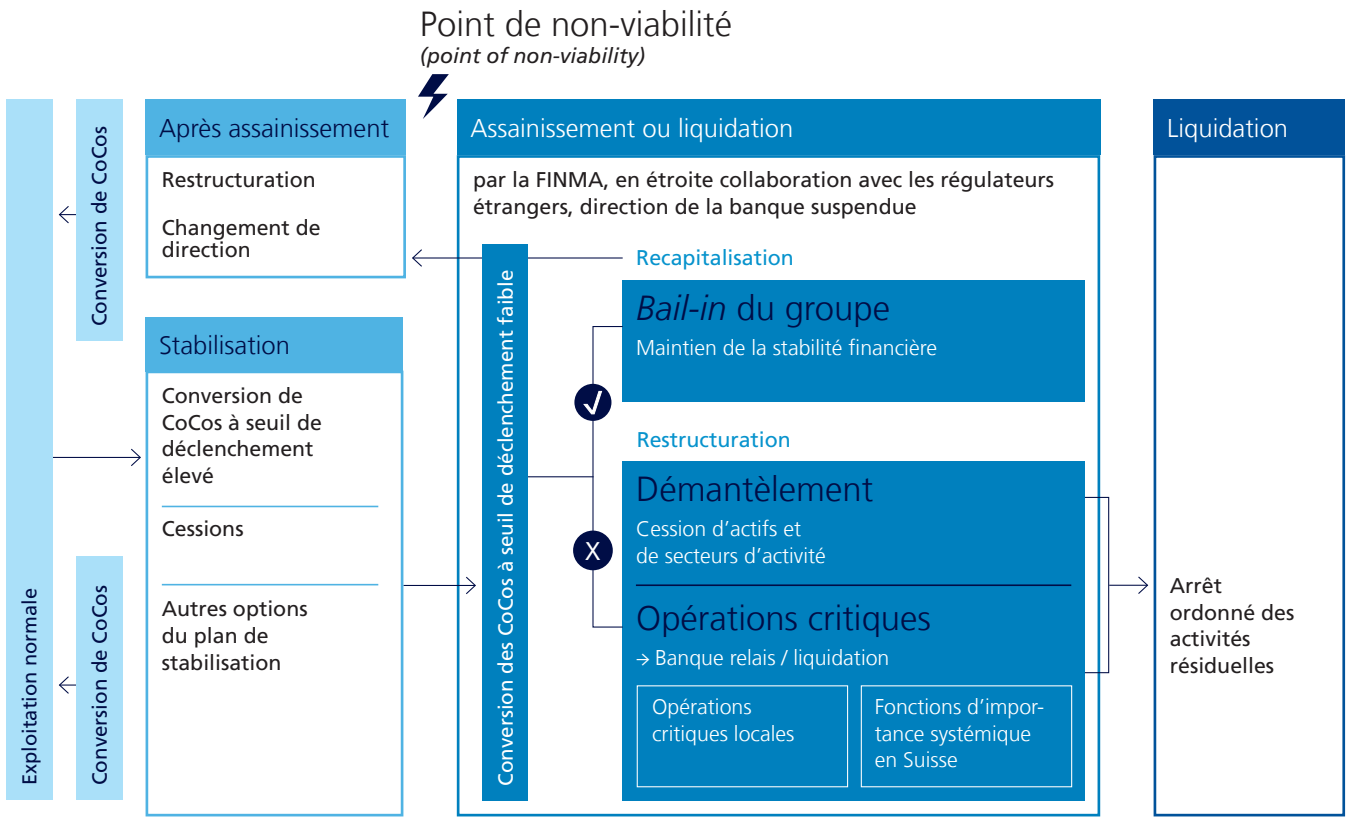 Point de non-viabilité
(point of non-viability)
Exploitation normale
Conversion de CoCos
Conversion de CoCos
Après assainissement
Restructuration
Changement de
direction
Stabilisation
Conversion de
CoCos à seuil de
déclenchement
élevé
Cessions
Autres options
du plan de
stabilisation
Assainissement ou liquidation
par la FINMA, en étroite collaboration avec les régulateurs
étrangers, direction de la banque suspendue
Conversion des CoCos à seuil de déclenchement faible
Recapitalisation
Bail-in du groupe
Maintien de la stabilité financière
√
Restructuration
Démantèlement
Cession d’actifs et
de secteurs d’activité
X
Opérations critiques
→ Banque relais / liquidation
Opérations
critiques locales
Fonctions d’impor-
tance systémique
en Suisse
Liquidation
Arrêt
ordonné des
activités
résiduelles